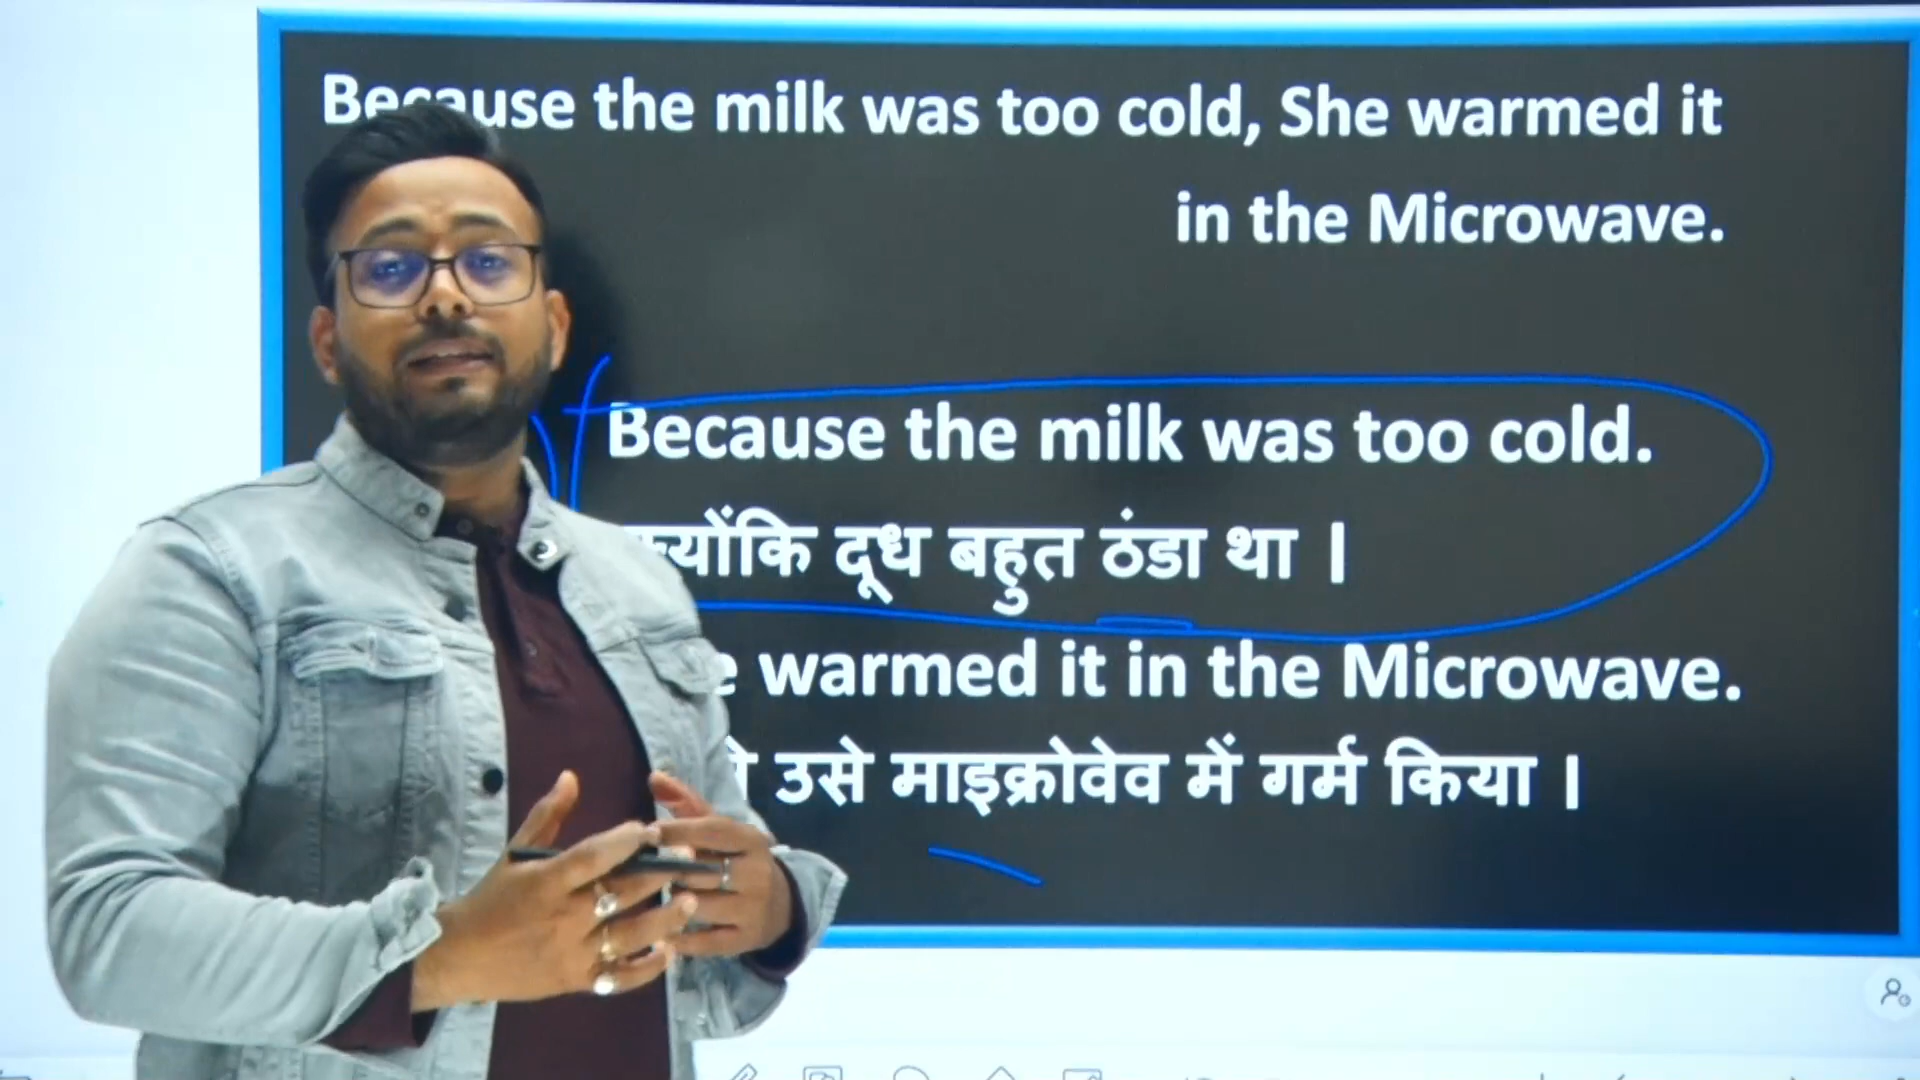 Because the milk was too cold, She warmed it
in the Microwave.
Because the milk was too cold.
क्योंकि दूध बहुत ठंडा था |
warmed it in the Microwave.
उसे माइक्रोवेव में गर्म किया |